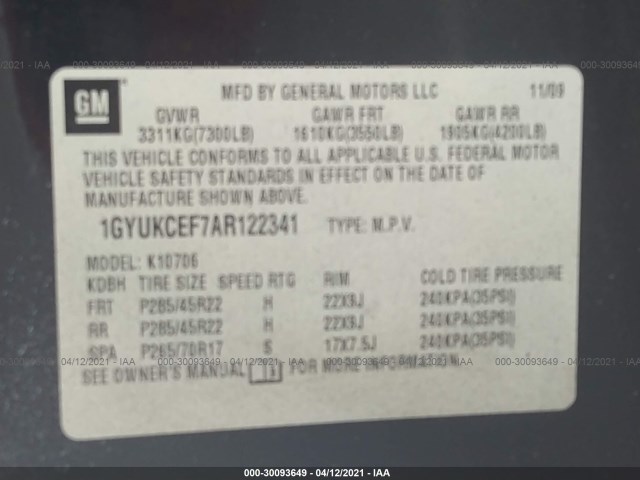 000-30093649 - 04/12/2021 - IAA
GM
MFD BY GENERAL MOTORS LLC 11/09
GVWR GAWR FRT GAWR RR
3311KG(7300LB) 1610KG(3550LB) 1905KG(4200LB)
THIS VEHICLE CONFORMS TO ALL APPLICABLE U.S. FEDERAL MOTOR
VEHICLE SAFETY STANDARDS IN EFFECT ON THE DATE OF
MANUFACTURE SHOWN ABOVE.
1GYUKCEF7AR122341 TYPE: M.P.V.
MODEL: K10706
KDBH TIRE SIZE SPEED RTG RIM COLD TIRE PRESSURE
FRT P285/45R22 H 22X9J 240KPA(35PSI)
RR P285/45R22 H 22X9J 240KPA(35PSI)
SPA P265/70R17 S 17X7.5J 240KPA(35PSI)
04/12/2021 - IAA 000-30093649 - 04/12/2021 - IAA 000-30093649 - 04/12/2021
SEE OWNER'S MANUAL FOR MORE INFORMATION
000-30093649 - 04/12/2021 - IAA